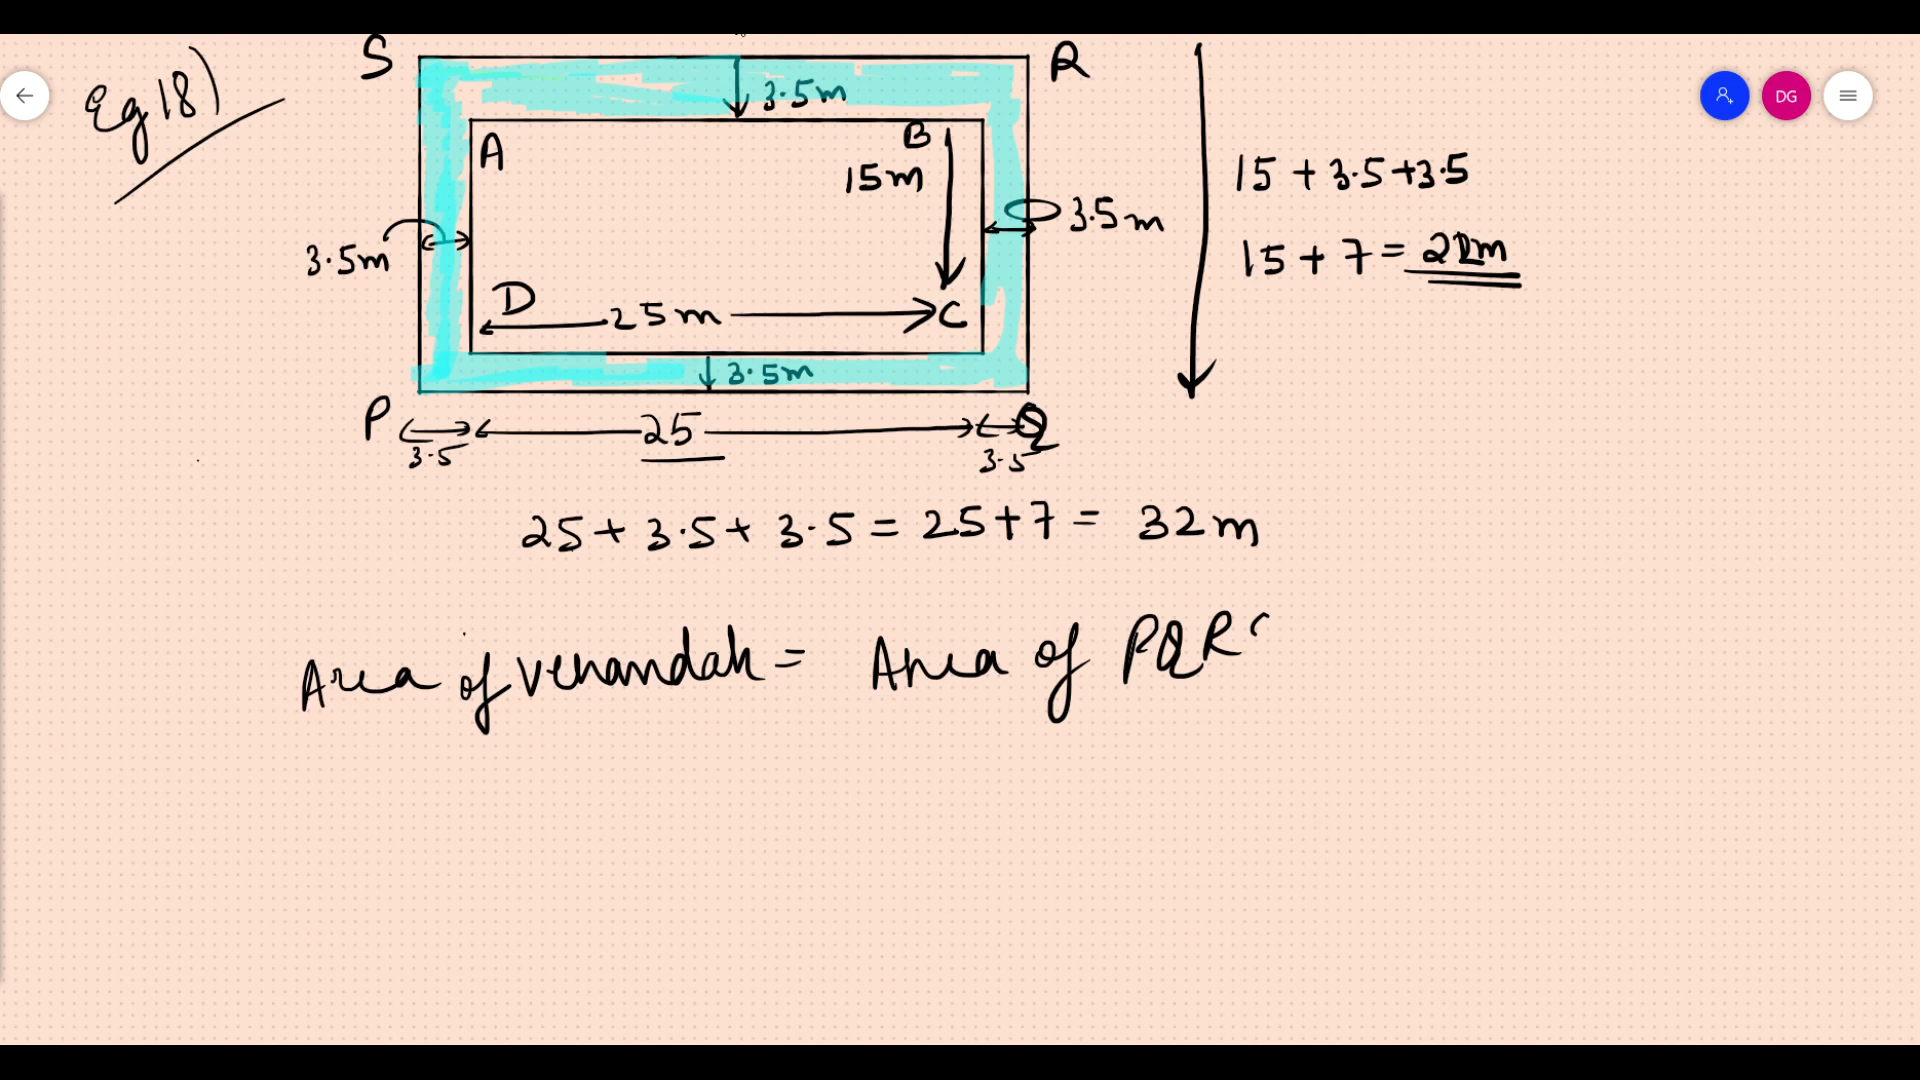 Eg 18)
S
R
3.5m
A
B
15m
3.5m
3.5m
D
25m
C
3.5m
P
Q
3.5
25
3.5
15 + 3.5 + 3.5
15 + 7 = 22m
25 + 3.5 + 3.5 = 25 + 7 = 32m
Area of verandah = Area of PQR
DG